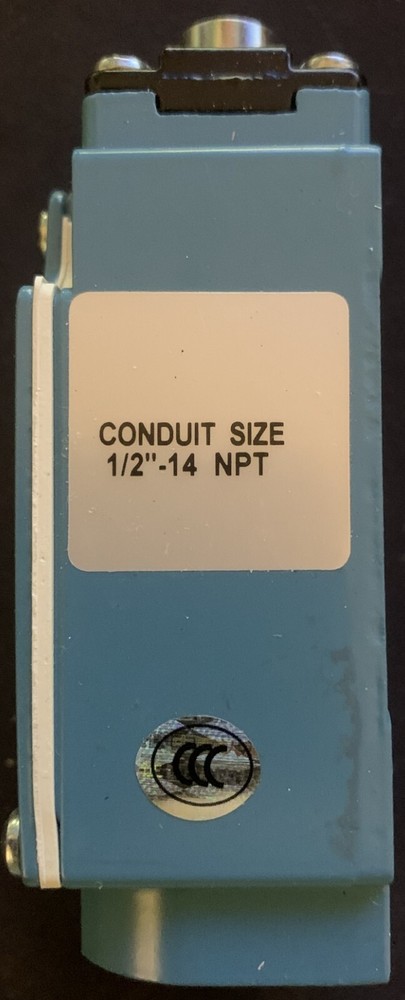 CONDUIT SIZE
1/2"-14 NPT
CCC